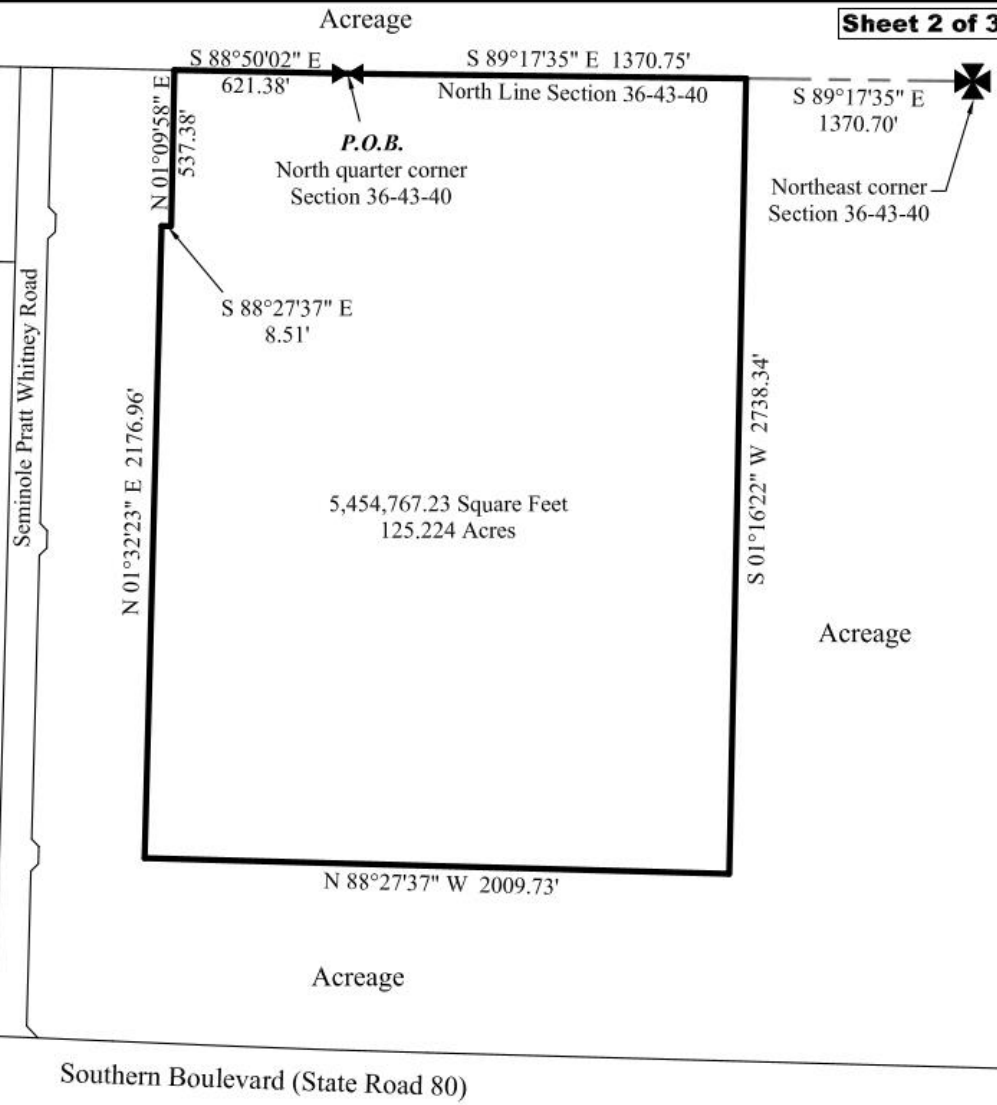 Acreage
Sheet 2 of 3
S 88°50'02" E
621.38'
S 89°17'35" E 1370.75'
North Line Section 36-43-40
S 89°17'35" E
1370.70'
N 01°09'58" E
537.38'
P.O.B.
North quarter corner
Section 36-43-40
Northeast corner
Section 36-43-40
S 88°27'37" E
8.51'
Seminole Pratt Whitney Road
N 01°32'23" E 2176.96'
5,454,767.23 Square Feet
125.224 Acres
S 01°16'22" W 2738.34'
Acreage
N 88°27'37" W 2009.73'
Acreage
Southern Boulevard (State Road 80)